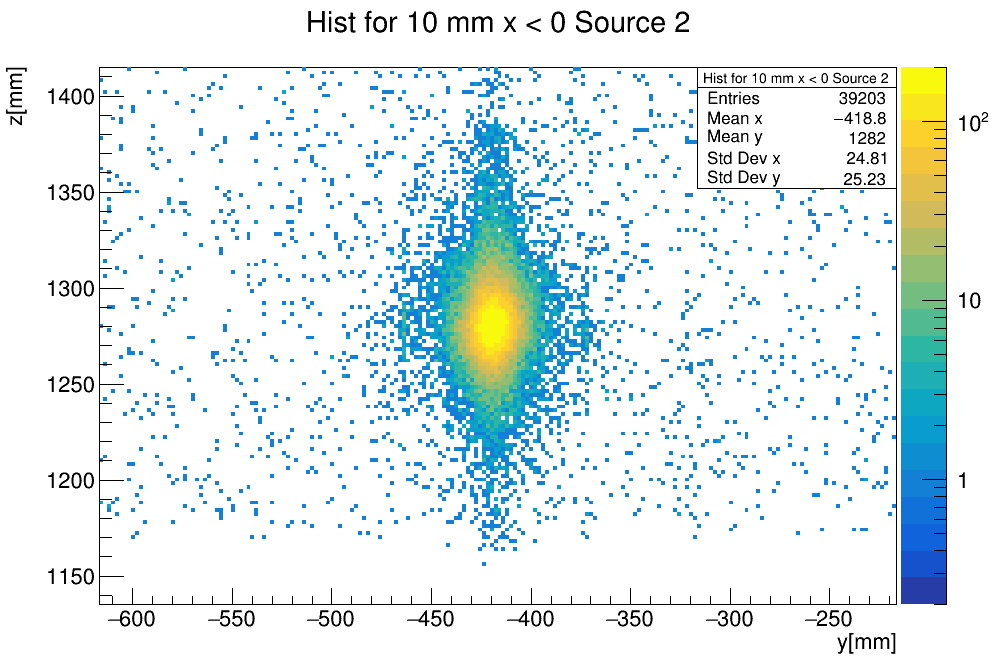 Hist for 10 mm x < 0 Source 2
z[mm]
Hist for 10 mm x < 0 Source 2
Entries 39203
Mean x −418.8
Mean y 1282
Std Dev x 24.81
Std Dev y 25.23
1400
1350
1300
1250
1200
1150
−600 −550 −500 −450 −400 −350 −300 −250
y[mm]
10²
10
1